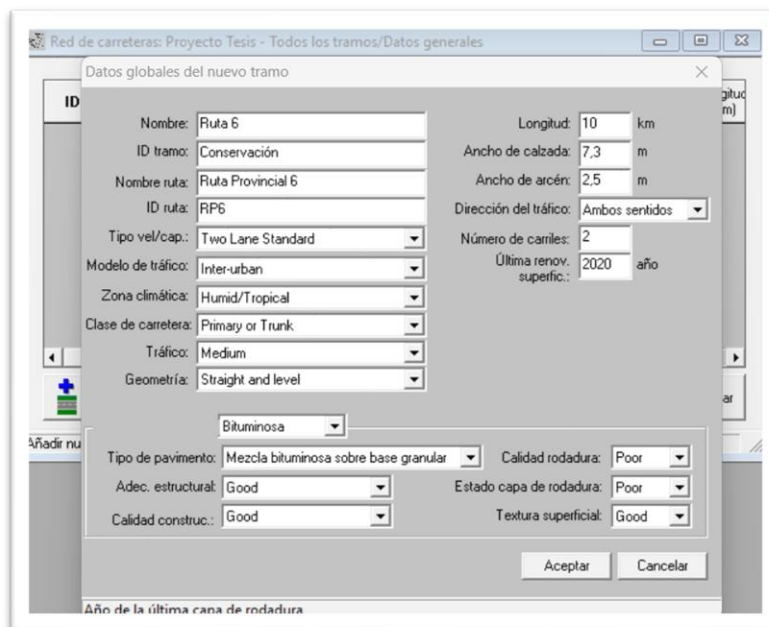 Red de carreteras: Proyecto Tesis - Todos los tramos/Datos generales
Datos globales del nuevo tramo
ID
m)
Nombre: Ruta 6
ID tramo: Conservación
Nombre ruta: Ruta Provincial 6
ID ruta: RP6
Tipo vel/cap.: Two Lane Standard
Modelo de tráfico: Inter-urban
Zona climática: Humid/Tropical
Clase de carretera: Primary or Trunk
Tráfico: Medium
Geometría: Straight and level
Longitud: 10 km
Ancho de calzada: 7,3 m
Ancho de arcén: 2,5 m
Dirección del tráfico: Ambos sentidos
Número de carriles: 2
Última renov. superfic.: 2020 año
ar
Añadir nu
Bituminosa
Tipo de pavimento: Mezcla bituminosa sobre base granular
Adec. estructural: Good
Calidad construc.: Good
Calidad rodadura: Poor
Estado capa de rodadura: Poor
Textura superficial: Good
Aceptar Cancelar
Año de la última capa de rodadura